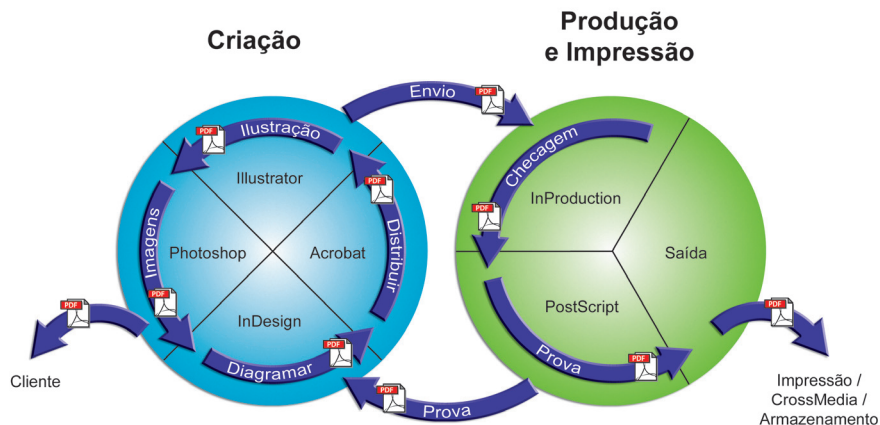 Criação
Produção
e Impressão
Envio
PDF
Ilustração
PDF
Illustrator
Checagem
PDF
InProduction
PDF
Imagens
Photoshop
Acrobat
Distribuir
Saída
PDF
PDF
InDesign
PostScript
PDF
Diagramar
PDF
Prova
PDF
Cliente
Prova
PDF
Impressão /
CrossMedia /
Armazenamento